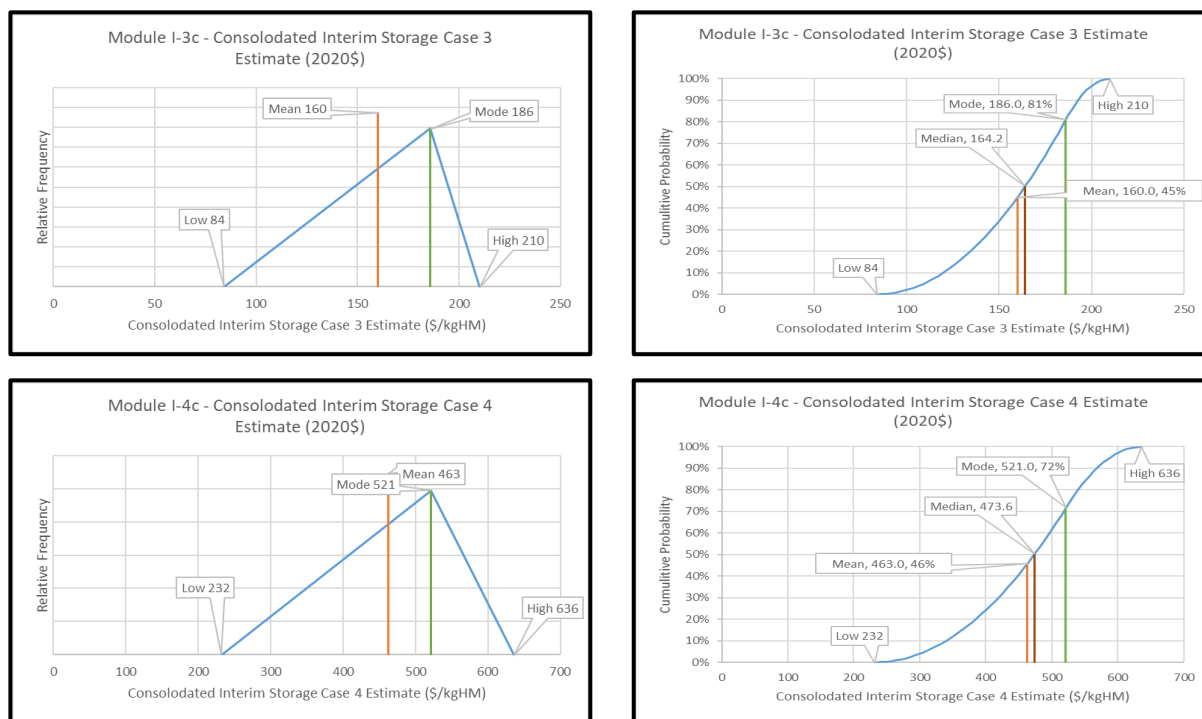 Module I-3c - Consolodated Interim Storage Case 3
Estimate (2020$)
Relative Frequency
Mean 160
Mode 186
Low 84
High 210
0 50 100 150 200 250
Consolodated Interim Storage Case 3 Estimate ($/kgHM)
Module I-3c - Consolodated Interim Storage Case 3 Estimate
(2020$)
Cumulitive Probability
100%
90%
80%
70%
60%
50%
40%
30%
20%
10%
0%
Mode, 186.0, 81%
High 210
Median, 164.2
Mean, 160.0, 45%
Low 84
0 50 100 150 200 250
Consolodated Interim Storage Case 3 Estimate ($/kgHM)
Module I-4c - Consolodated Interim Storage Case 4
Estimate (2020$)
Relative Frequency
Mean 463
Mode 521
Low 232
High 636
0 100 200 300 400 500 600 700
Consolodated Interim Storage Case 4 Estimate ($/kgHM)
Module I-4c - Consolodated Interim Storage Case 4 Estimate
(2020$)
Cumulitive Probability
100%
90%
80%
70%
60%
50%
40%
30%
20%
10%
0%
Mode, 521.0, 72%
High 636
Median, 473.6
Mean, 463.0, 46%
Low 232
0 100 200 300 400 500 600 700
Consolodated Interim Storage Case 4 Estimate ($/kgHM)